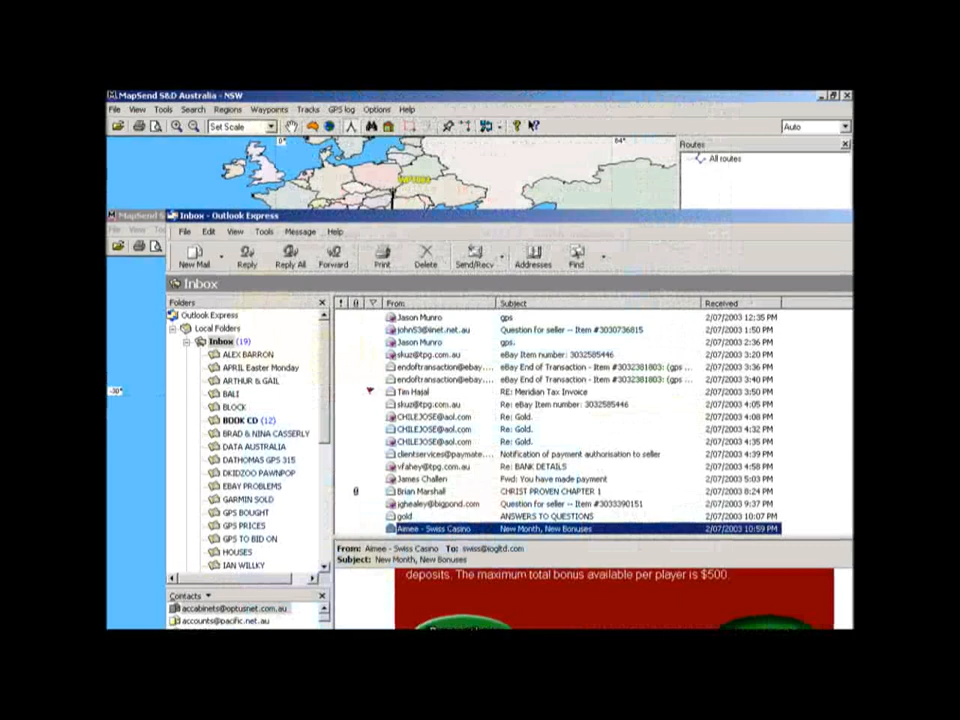 MapSend S&D Australia - NSW
File View Tools Search Regions Waypoints Tracks GPS log Options Help
Set Scale
Auto
Routes
All routes
MapSend S
Inbox - Outlook Express
File Edit View Tools Message Help
New Mail Reply Reply All Forward Print Delete Send/Recv Addresses Find
Inbox
Folders
Outlook Express
Local Folders
Inbox (19)
ALEX BARRON
APRIL Easter Monday
ARTHUR & GAIL
BALI
BLOCK
BOOK CD (12)
BRAD & NINA CASSERLY
DATA AUSTRALIA
DATHOMAS GPS 315
DKIDZOO PAWNPOP
EBAY PROBLEMS
GARMIN SOLD
GPS BOUGHT
GPS PRICES
GPS TO BID ON
HOUSES
IAN WILLKY
Contacts
accabinets@optusnet.com.au
accounts@pacific.net.au
! From Subject Received
Jason Munro gps 2/07/2003 12:35 PM
john53@iinet.net.au Question for seller -- Item #3030736815 2/07/2003 1:50 PM
Jason Munro gps. 2/07/2003 2:36 PM
skuz@tpg.com.au eBay Item number: 3032585446 2/07/2003 3:20 PM
endoftransaction@ebay.... eBay End of Transaction - Item #3032381803: (gps ... 2/07/2003 3:36 PM
endoftransaction@ebay.... eBay End of Transaction - Item #3032381803: (gps ... 2/07/2003 3:40 PM
Tim Hajal RE: Meridian Tax Invoice 2/07/2003 3:50 PM
skuz@tpg.com.au Re: eBay Item number: 3032585446 2/07/2003 4:05 PM
CHILEJOSE@aol.com Re: Gold. 2/07/2003 4:08 PM
CHILEJOSE@aol.com Re: Gold. 2/07/2003 4:32 PM
CHILEJOSE@aol.com Re: Gold. 2/07/2003 4:35 PM
clientservices@paymate.... Notification of payment authorisation to seller 2/07/2003 4:39 PM
vfahey@tpg.com.au Re: BANK DETAILS 2/07/2003 4:58 PM
James Challen Fwd: You have made payment 2/07/2003 5:03 PM
Brian Marshall CHRIST PROVEN CHAPTER 1 2/07/2003 8:24 PM
jghealey@bigpond.com Question for seller -- Item #3033390151 2/07/2003 9:37 PM
gold ANSWERS TO QUESTIONS 2/07/2003 10:07 PM
Aimee - Swiss Casino New Month, New Bonuses 2/07/2003 10:59 PM
From: Aimee - Swiss Casino To: swiss@logltd.com
Subject: New Month, New Bonuses
deposits. The maximum total bonus available per player is $500.